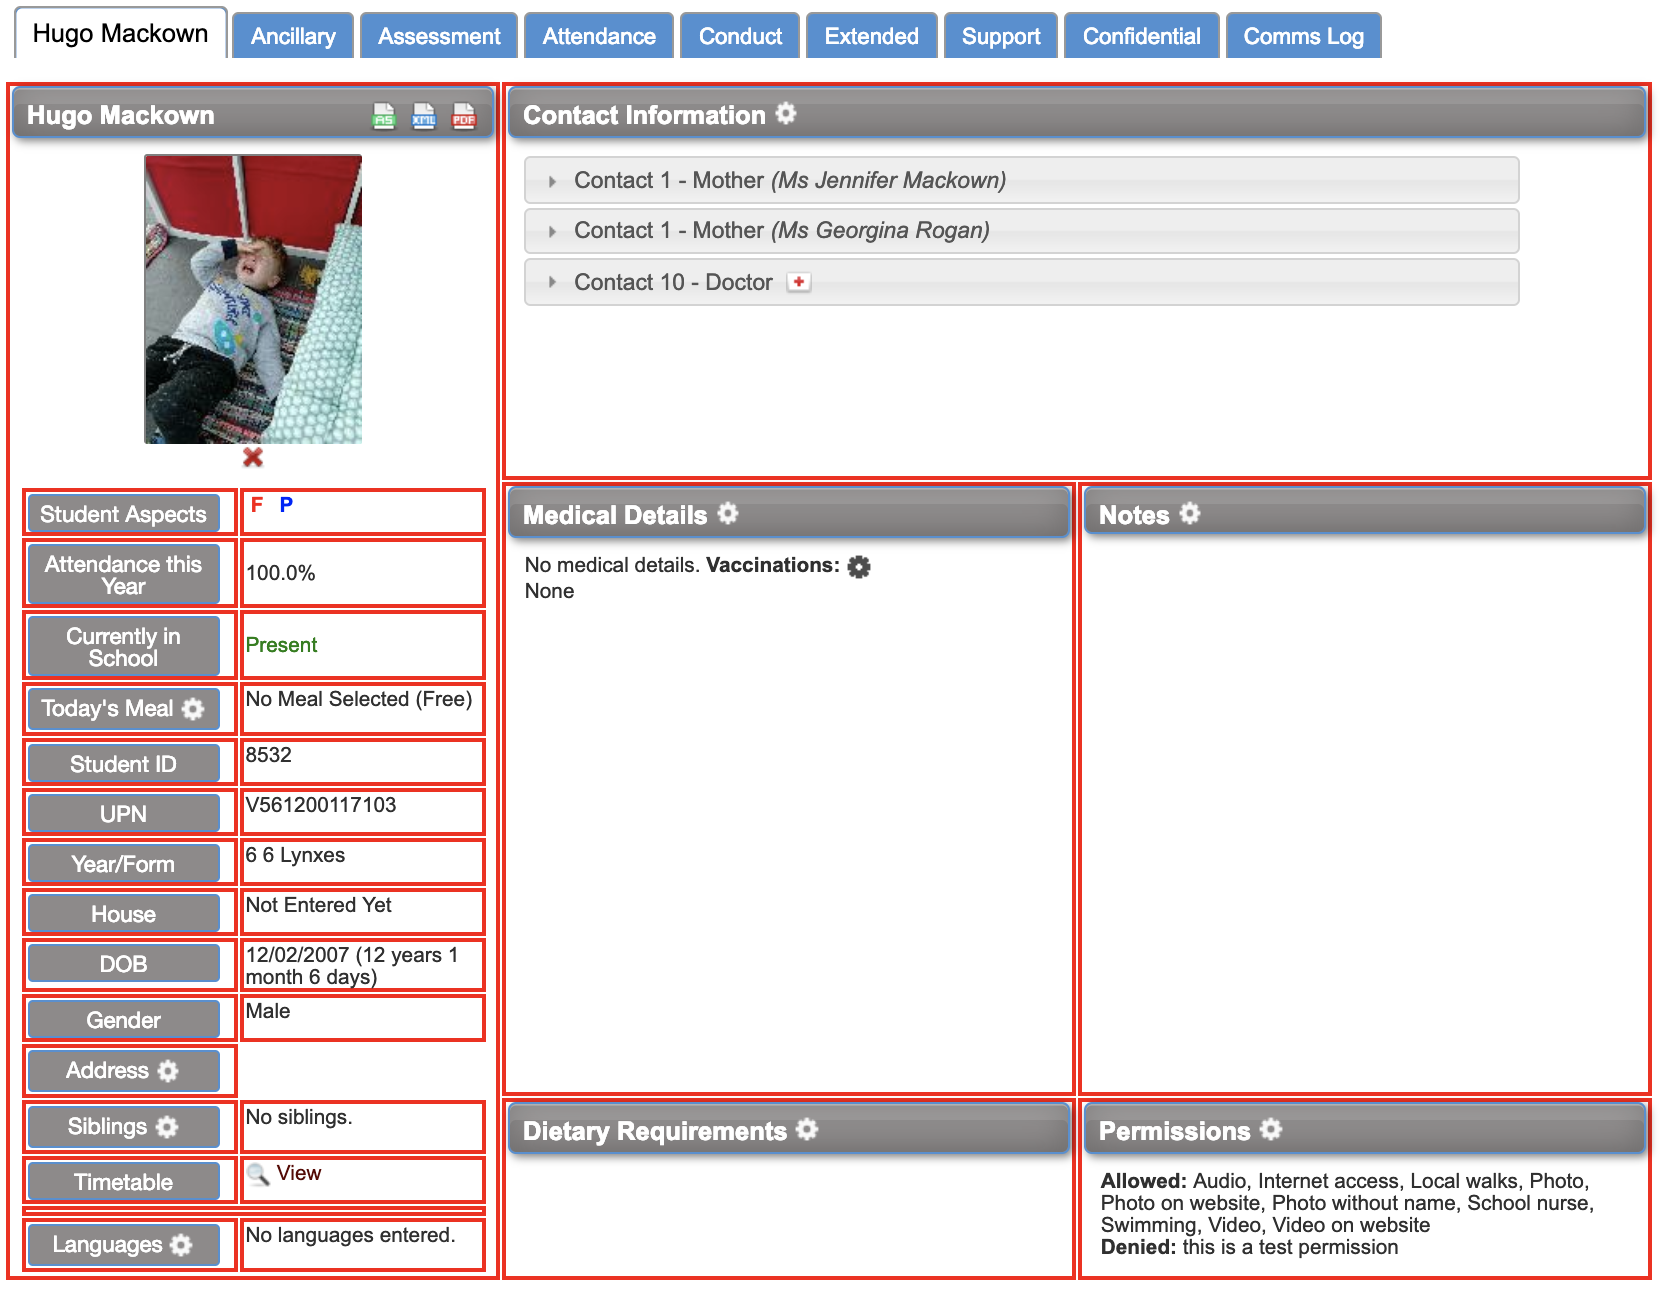 Hugo Mackown
Ancillary
Assessment
Attendance
Conduct
Extended
Support
Confidential
Comms Log
Hugo Mackown
AS
XML
PDF
Student Aspects
F P
Attendance this
Year
100.0%
Currently in
School
Present
Today's Meal
No Meal Selected (Free)
Student ID
8532
UPN
V561200117103
Year/Form
6 6 Lynxes
House
Not Entered Yet
DOB
12/02/2007 (12 years 1
month 6 days)
Gender
Male
Address
Siblings
No siblings.
Timetable
View
Languages
No languages entered.
Contact Information
Contact 1 - Mother (Ms Jennifer Mackown)
Contact 1 - Mother (Ms Georgina Rogan)
Contact 10 - Doctor
Medical Details
No medical details. Vaccinations:
None
Notes
Dietary Requirements
Permissions
Allowed: Audio, Internet access, Local walks, Photo,
Photo on website, Photo without name, School nurse,
Swimming, Video, Video on website
Denied: this is a test permission